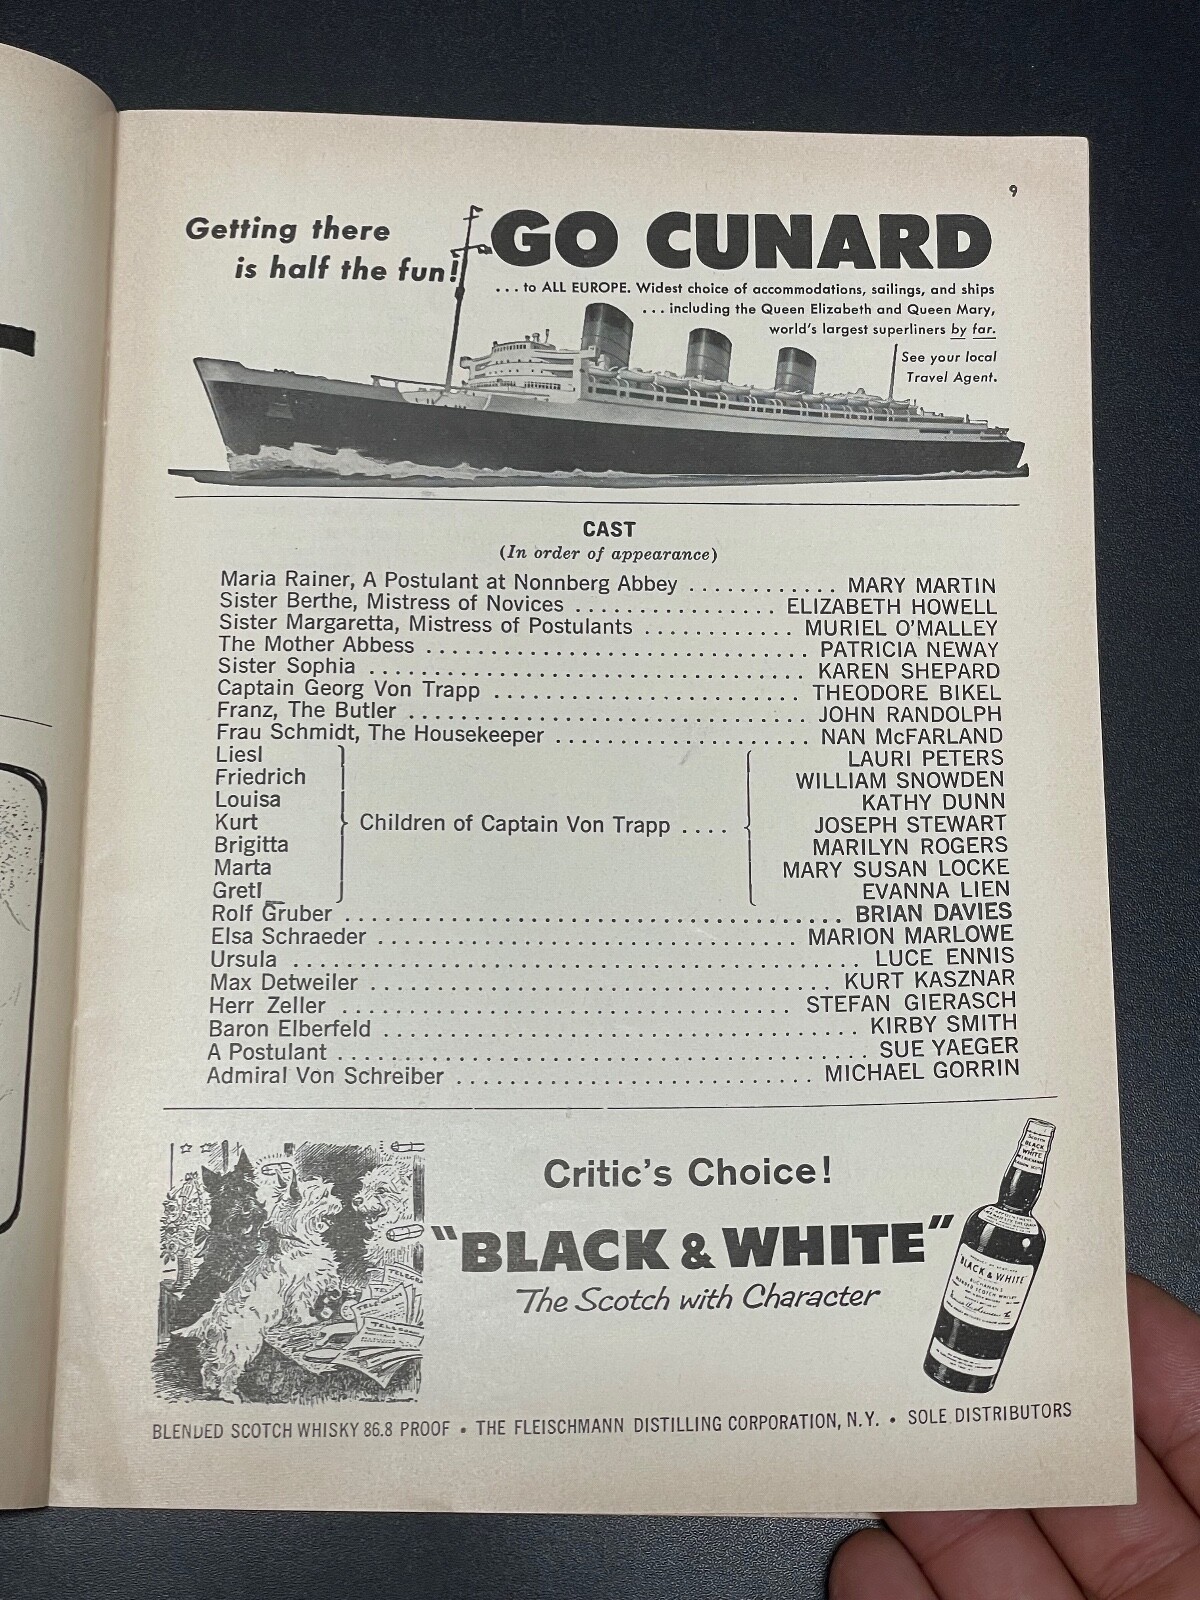 9
Getting there
is half the fun!
GO CUNARD
... to ALL EUROPE. Widest choice of accommodations, sailings, and ships
... including the Queen Elizabeth and Queen Mary,
world's largest superliners by far.
See your local
Travel Agent.
CAST
(In order of appearance)
Maria Rainer, A Postulant at Nonnberg Abbey ............ MARY MARTIN
Sister Berthe, Mistress of Novices ................. ELIZABETH HOWELL
Sister Margaretta, Mistress of Postulants ............ MURIEL O'MALLEY
The Mother Abbess ................................ PATRICIA NEWAY
Sister Sophia .................................... KAREN SHEPARD
Captain Georg Von Trapp ......................... THEODORE BIKEL
Franz, The Butler ................................. JOHN RANDOLPH
Frau Schmidt, The Housekeeper ..................... NAN McFARLAND
Liesl LAURI PETERS
Friedrich WILLIAM SNOWDEN
Louisa KATHY DUNN
Kurt Children of Captain Von Trapp .... JOSEPH STEWART
Brigitta MARILYN ROGERS
Marta MARY SUSAN LOCKE
Gretl EVANNA LIEN
Rolf Gruber .......................................... BRIAN DAVIES
Elsa Schraeder ................................... MARION MARLOWE
Ursula ............................................... LUCE ENNIS
Max Detweiler ...................................... KURT KASZNAR
Herr Zeller ..................................... STEFAN GIERASCH
Baron Elberfeld ....................................... KIRBY SMITH
A Postulant ........................................... SUE YAEGER
Admiral Von Schreiber .............................. MICHAEL GORRIN
Critic's Choice!
"BLACK & WHITE"
The Scotch with Character
BLACK & WHITE
TELEGRAM
BLENDED SCOTCH WHISKY 86.8 PROOF • THE FLEISCHMANN DISTILLING CORPORATION, N.Y. • SOLE DISTRIBUTORS